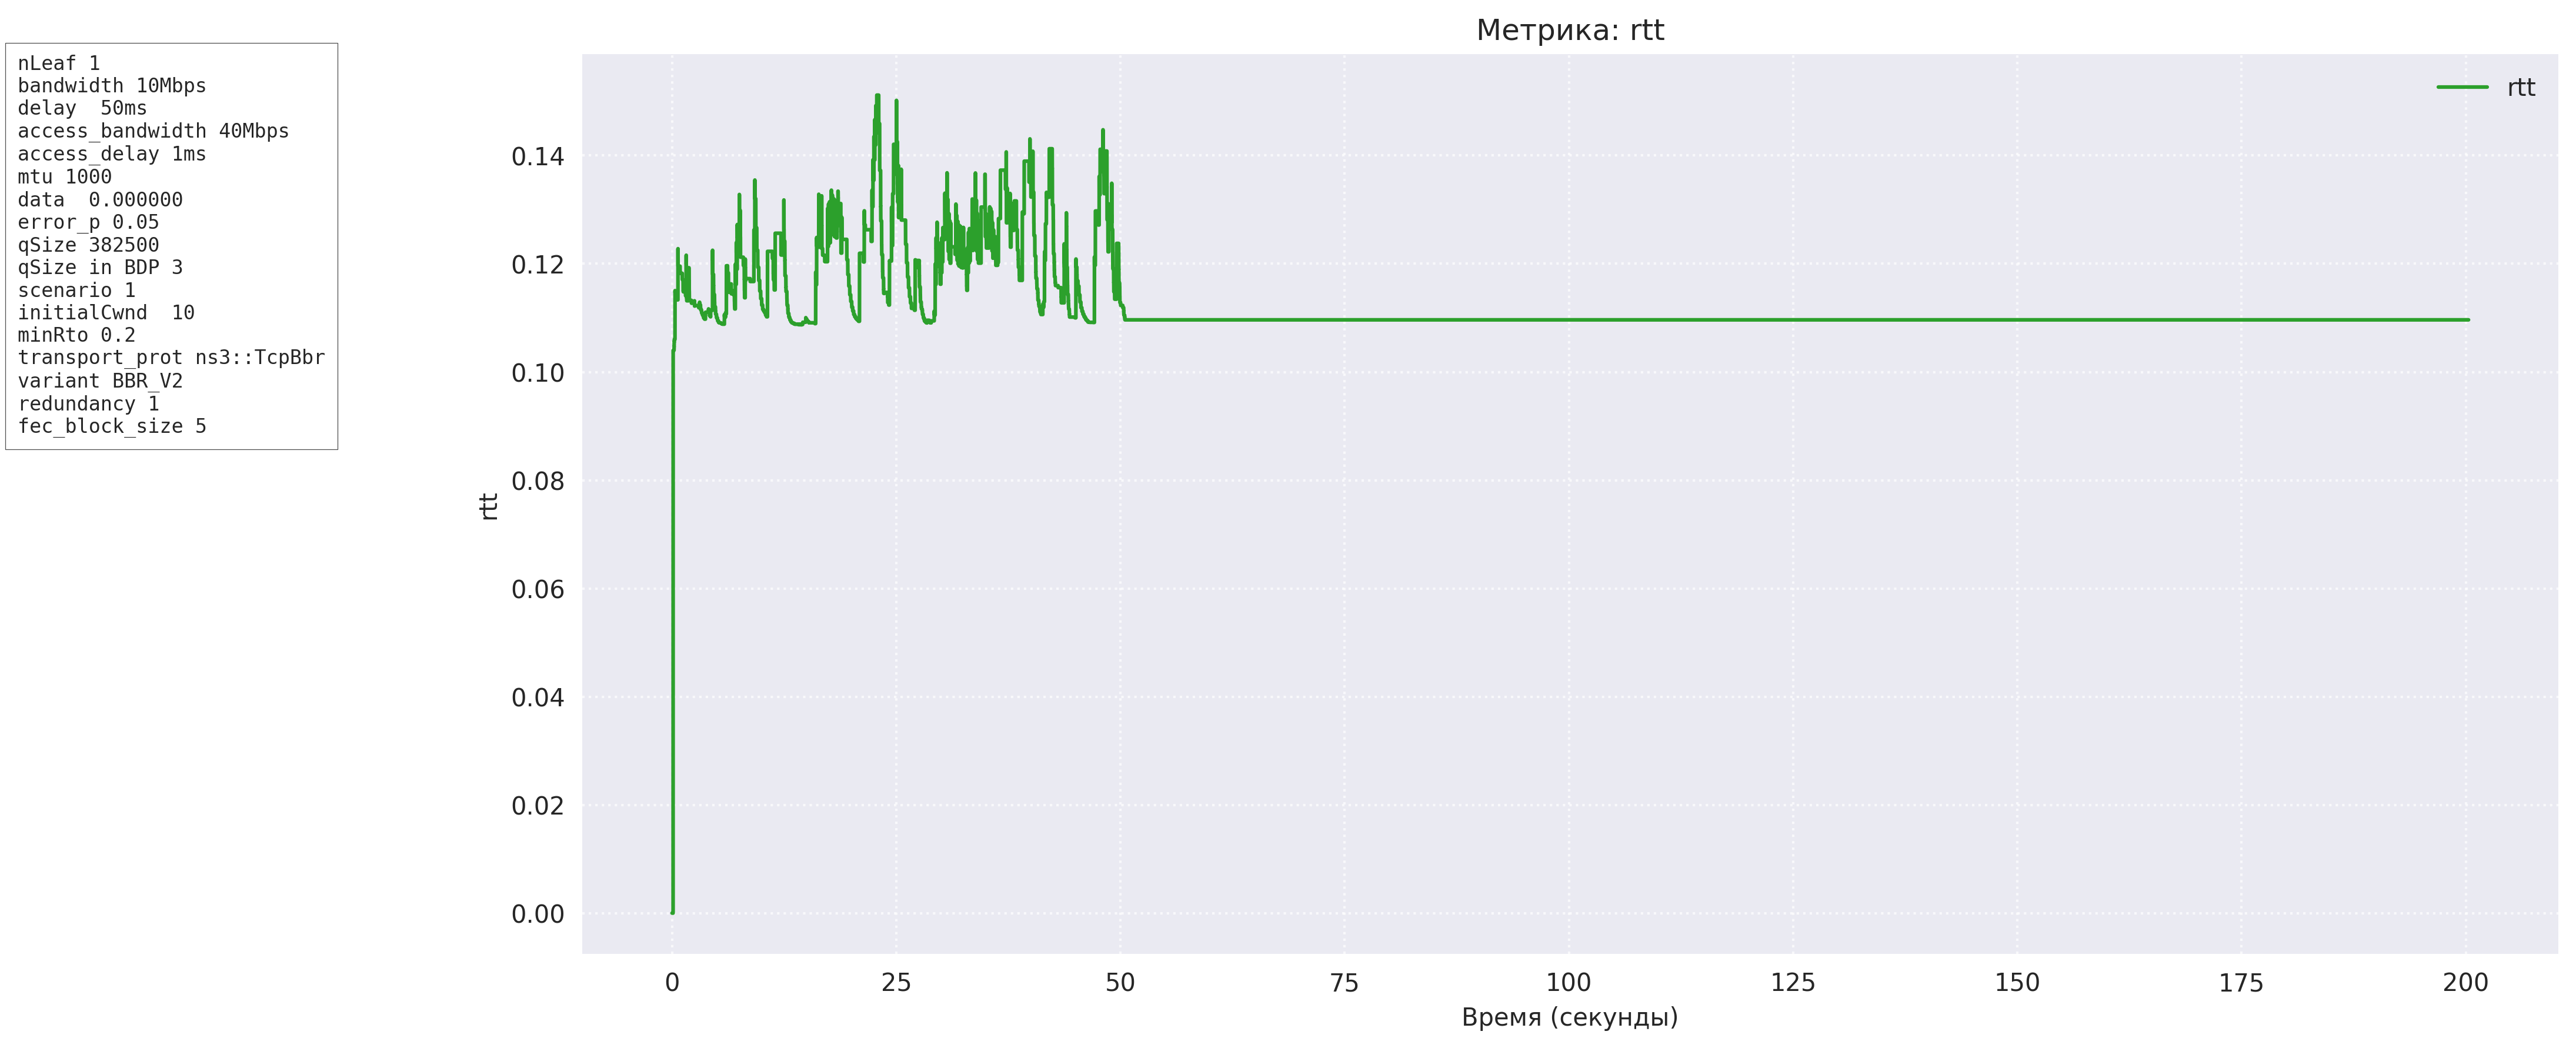 Метрика: rtt
nLeaf 1
bandwidth 10Mbps
delay  50ms
access_bandwidth 40Mbps
access_delay 1ms
mtu 1000
data  0.000000
error_p 0.05
qSize 382500
qSize in BDP 3
scenario 1
initialCwnd  10
minRto 0.2
transport_prot ns3::TcpBbr
variant BBR_V2
redundancy 1
fec_block_size 5
rtt
rtt
0.14
0.12
0.10
0.08
0.06
0.04
0.02
0.00
0 25 50 75 100 125 150 175 200
Время (секунды)